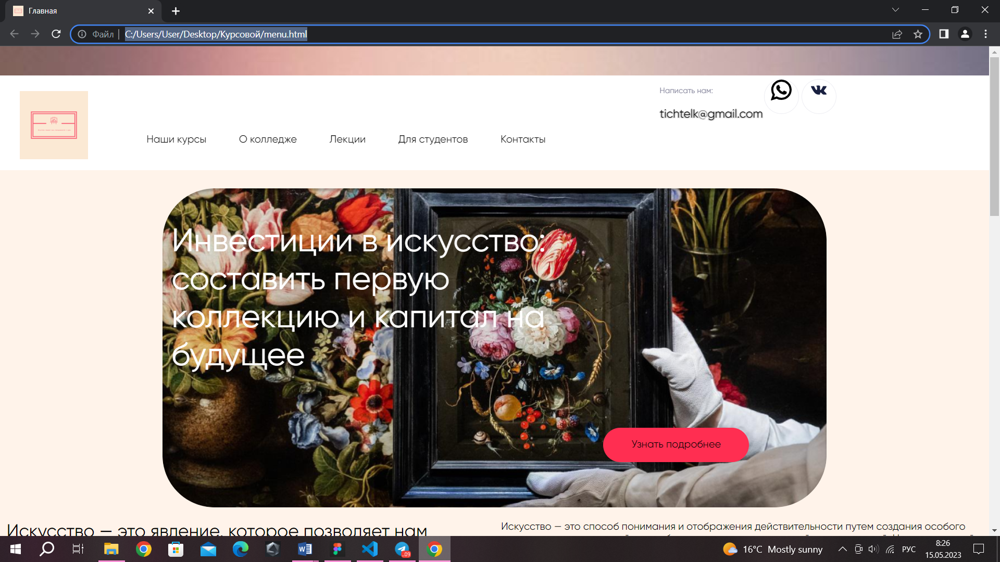 Главная
Файл
C:/Users/User/Desktop/Курсовой/menu.html
Написать нам:
tichtelk@gmail.com
Наши курсы
О колледже
Лекции
Для студентов
Контакты
Инвестиции в искусство:
составить первую
коллекцию и капитал на
будущее
Узнать подробнее
Искусство — это явление, которое позволяет нам
Искусство — это способ понимания и отображения действительности путем создания особого
..09
16°C Mostly sunny
РУС
8:26
15.05.2023